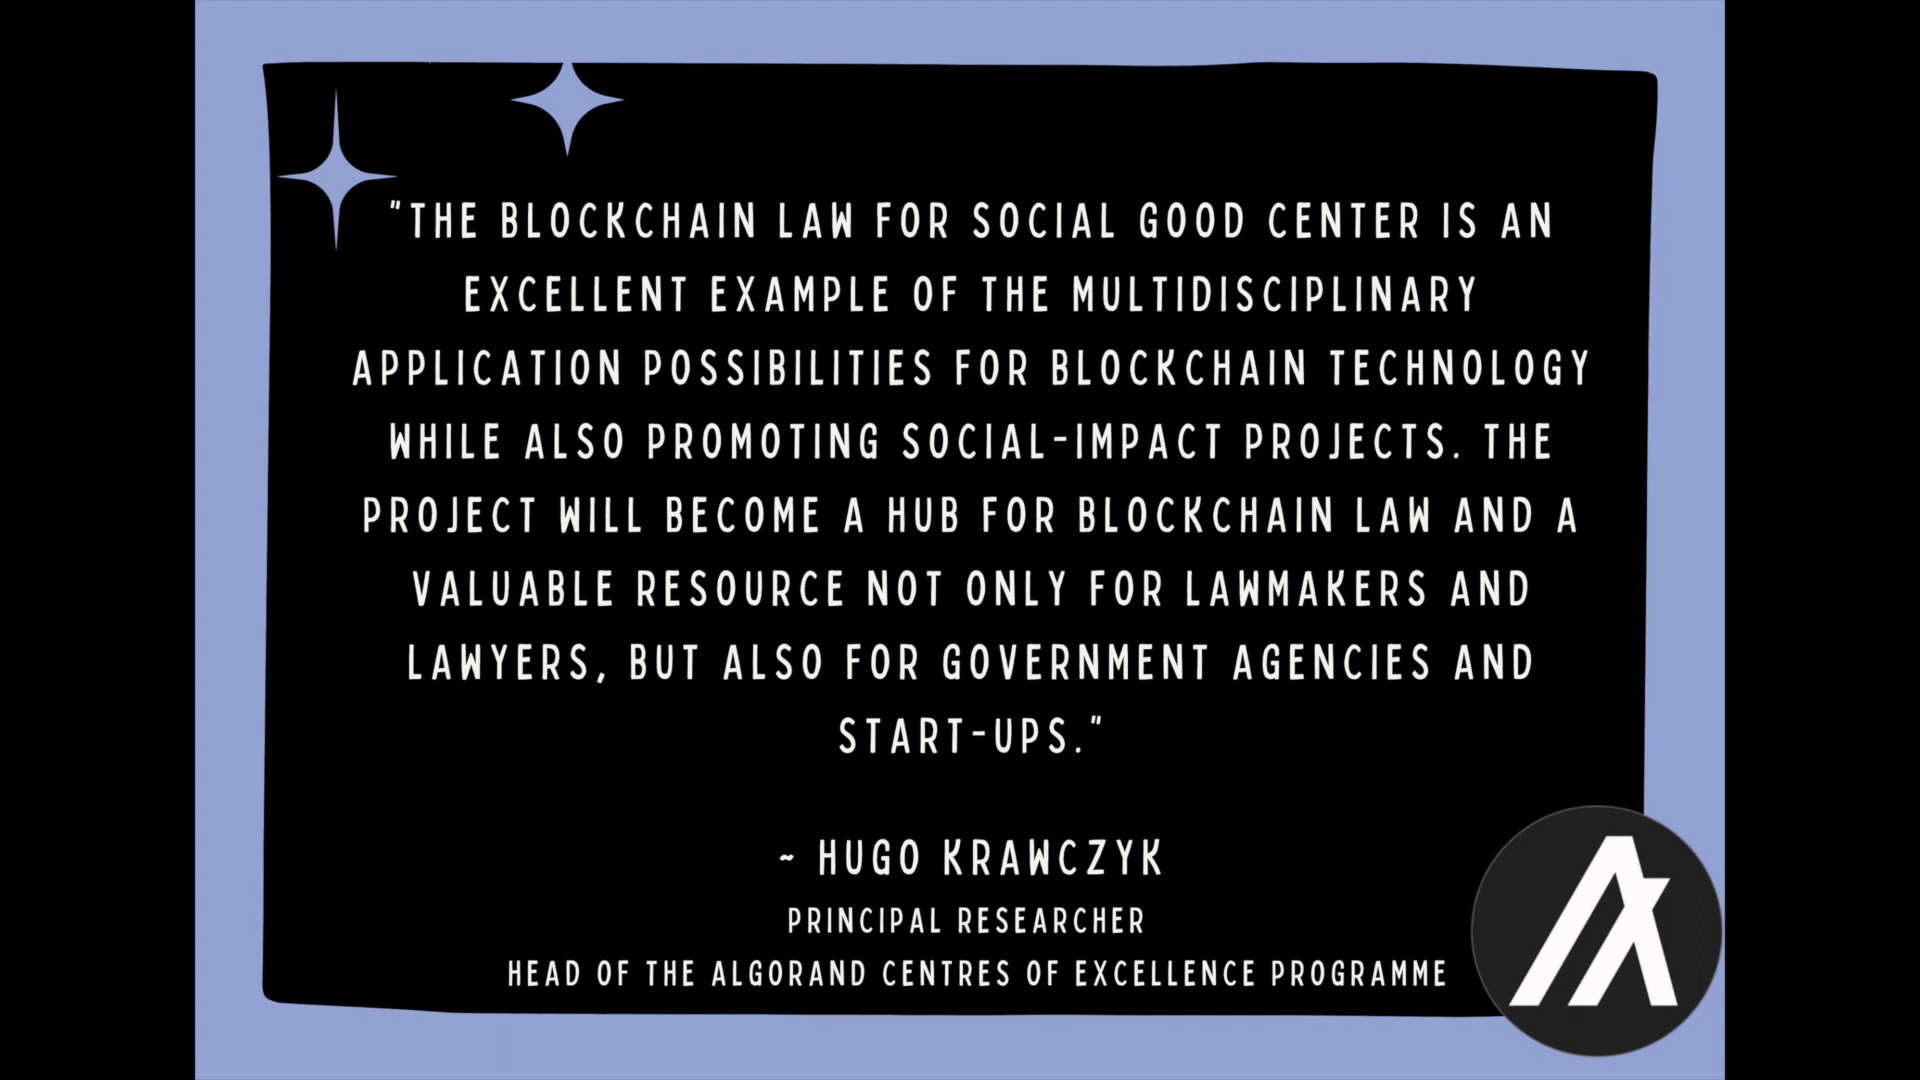 "THE BLOCKCHAIN LAW FOR SOCIAL GOOD CENTER IS AN
EXCELLENT EXAMPLE OF THE MULTIDISCIPLINARY
APPLICATION POSSIBILITIES FOR BLOCKCHAIN TECHNOLOGY
WHILE ALSO PROMOTING SOCIAL-IMPACT PROJECTS. THE
PROJECT WILL BECOME A HUB FOR BLOCKCHAIN LAW AND A
VALUABLE RESOURCE NOT ONLY FOR LAWMAKERS AND
LAWYERS, BUT ALSO FOR GOVERNMENT AGENCIES AND
START-UPS."
~ HUGO KRAWCZYK
PRINCIPAL RESEARCHER
HEAD OF THE ALGORAND CENTRES OF EXCELLENCE PROGRAMME